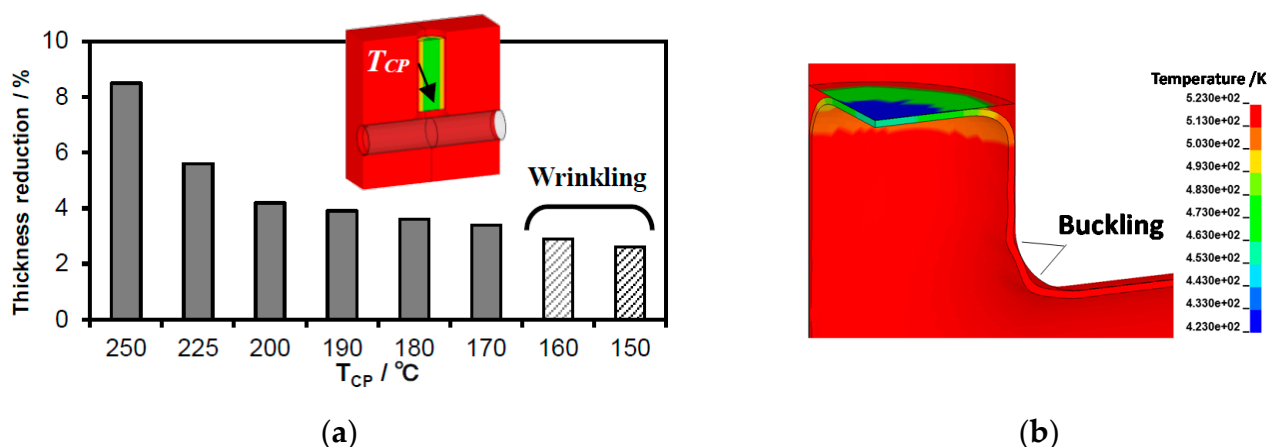 10
8
6
4
2
0
Thickness reduction / %
T_CP
Wrinkling
250 225 200 190 180 170 160 150
T_CP / °C
(a)
Temperature /K
5.230e+02
5.130e+02
5.030e+02
4.930e+02
4.830e+02
4.730e+02
4.630e+02
4.530e+02
4.430e+02
4.330e+02
4.230e+02
Buckling
(b)